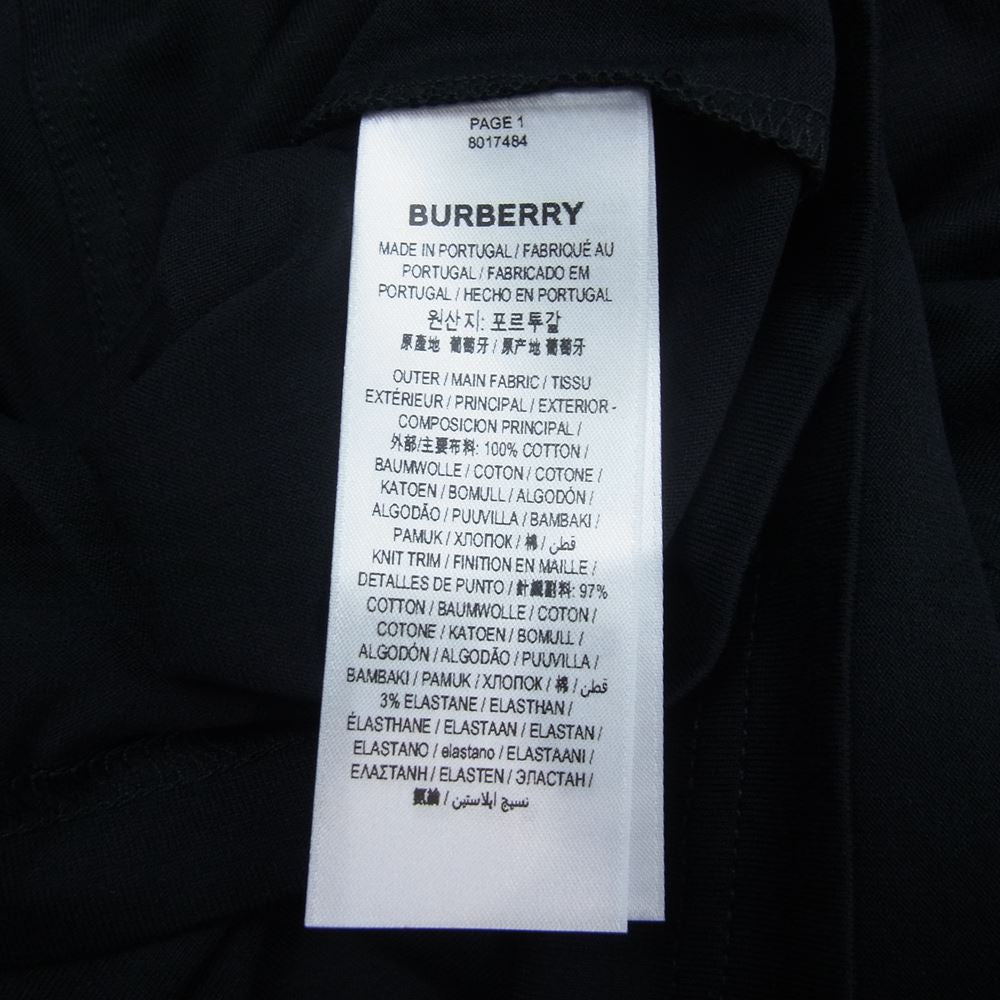 PAGE 1
8017484
BURBERRY
MADE IN PORTUGAL / FABRIQUÉ AU
PORTUGAL / FABRICADO EM
PORTUGAL / HECHO EN PORTUGAL
원산지: 포르투갈
原產地 葡萄牙 / 原产地 葡萄牙
OUTER / MAIN FABRIC / TISSU
EXTÉRIEUR / PRINCIPAL / EXTERIOR -
COMPOSICION PRINCIPAL /
外部/主要布料: 100% COTTON /
BAUMWOLLE / COTON / COTONE /
KATOEN / BOMULL / ALGODÓN /
ALGODÃO / PUUVILLA / BAMBAKI /
PAMUK / ХЛОПОК / 棉 / قطن
KNIT TRIM / FINITION EN MAILLE /
DETALLES DE PUNTO / 針織副料: 97%
COTTON / BAUMWOLLE / COTON /
COTONE / KATOEN / BOMULL /
ALGODÓN / ALGODÃO / PUUVILLA /
BAMBAKI / PAMUK / ХЛОПОК / 棉 / قطن
3% ELASTANE / ELASTHAN /
ÉLASTHANE / ELASTAAN / ELASTAN /
ELASTANO / elastano / ELASTAANI /
ΕΛΑΣΤΑΝΗ / ELASTEN / ЭЛАСТАН /
氨綸 / نسيج ايلاستين